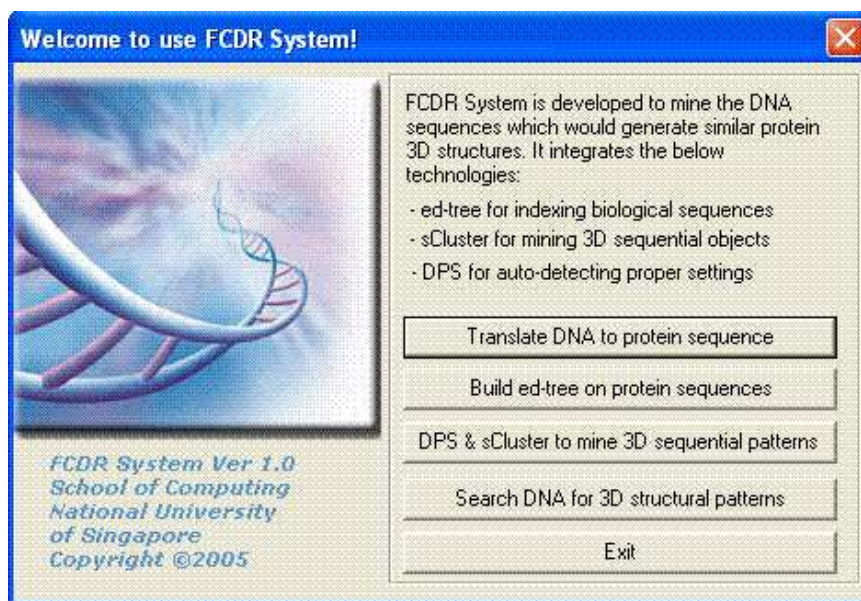 Welcome to use FCDR System!
FCDR System is developed to mine the DNA
sequences which would generate similar protein
3D structures. It integrates the below
technologies:
- ed-tree for indexing biological sequences
- sCluster for mining 3D sequential objects
- DPS for auto-detecting proper settings
Translate DNA to protein sequence
Build ed-tree on protein sequences
DPS & sCluster to mine 3D sequential patterns
Search DNA for 3D structural patterns
Exit
FCDR System Ver 1.0
School of Computing
National University
of Singapore
Copyright ©2005